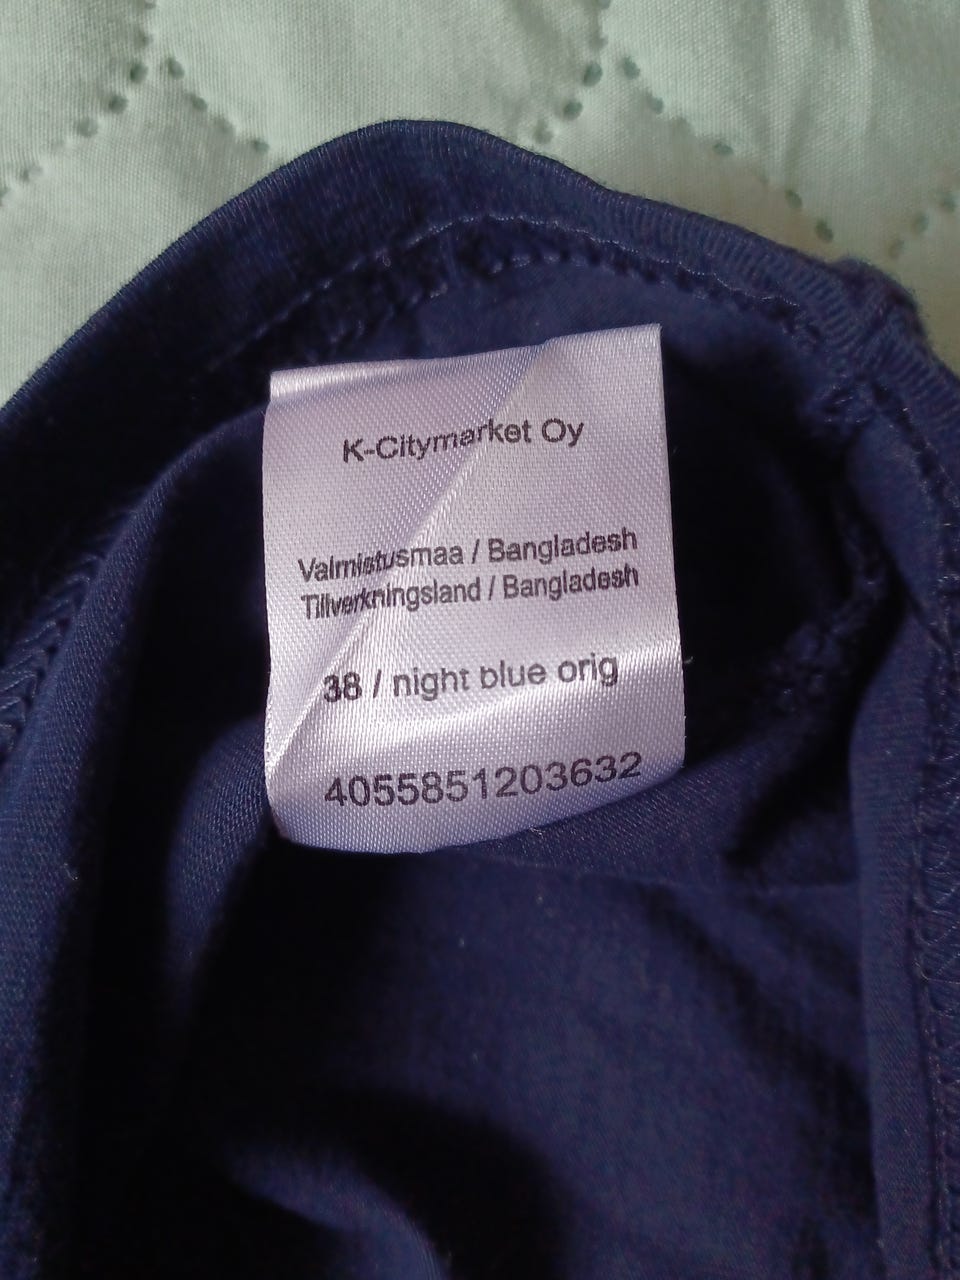 K-Citymarket Oy
Valmistusmaa / Bangladesh
Tillverkningsland / Bangladesh
38 / night blue orig
4055851203632